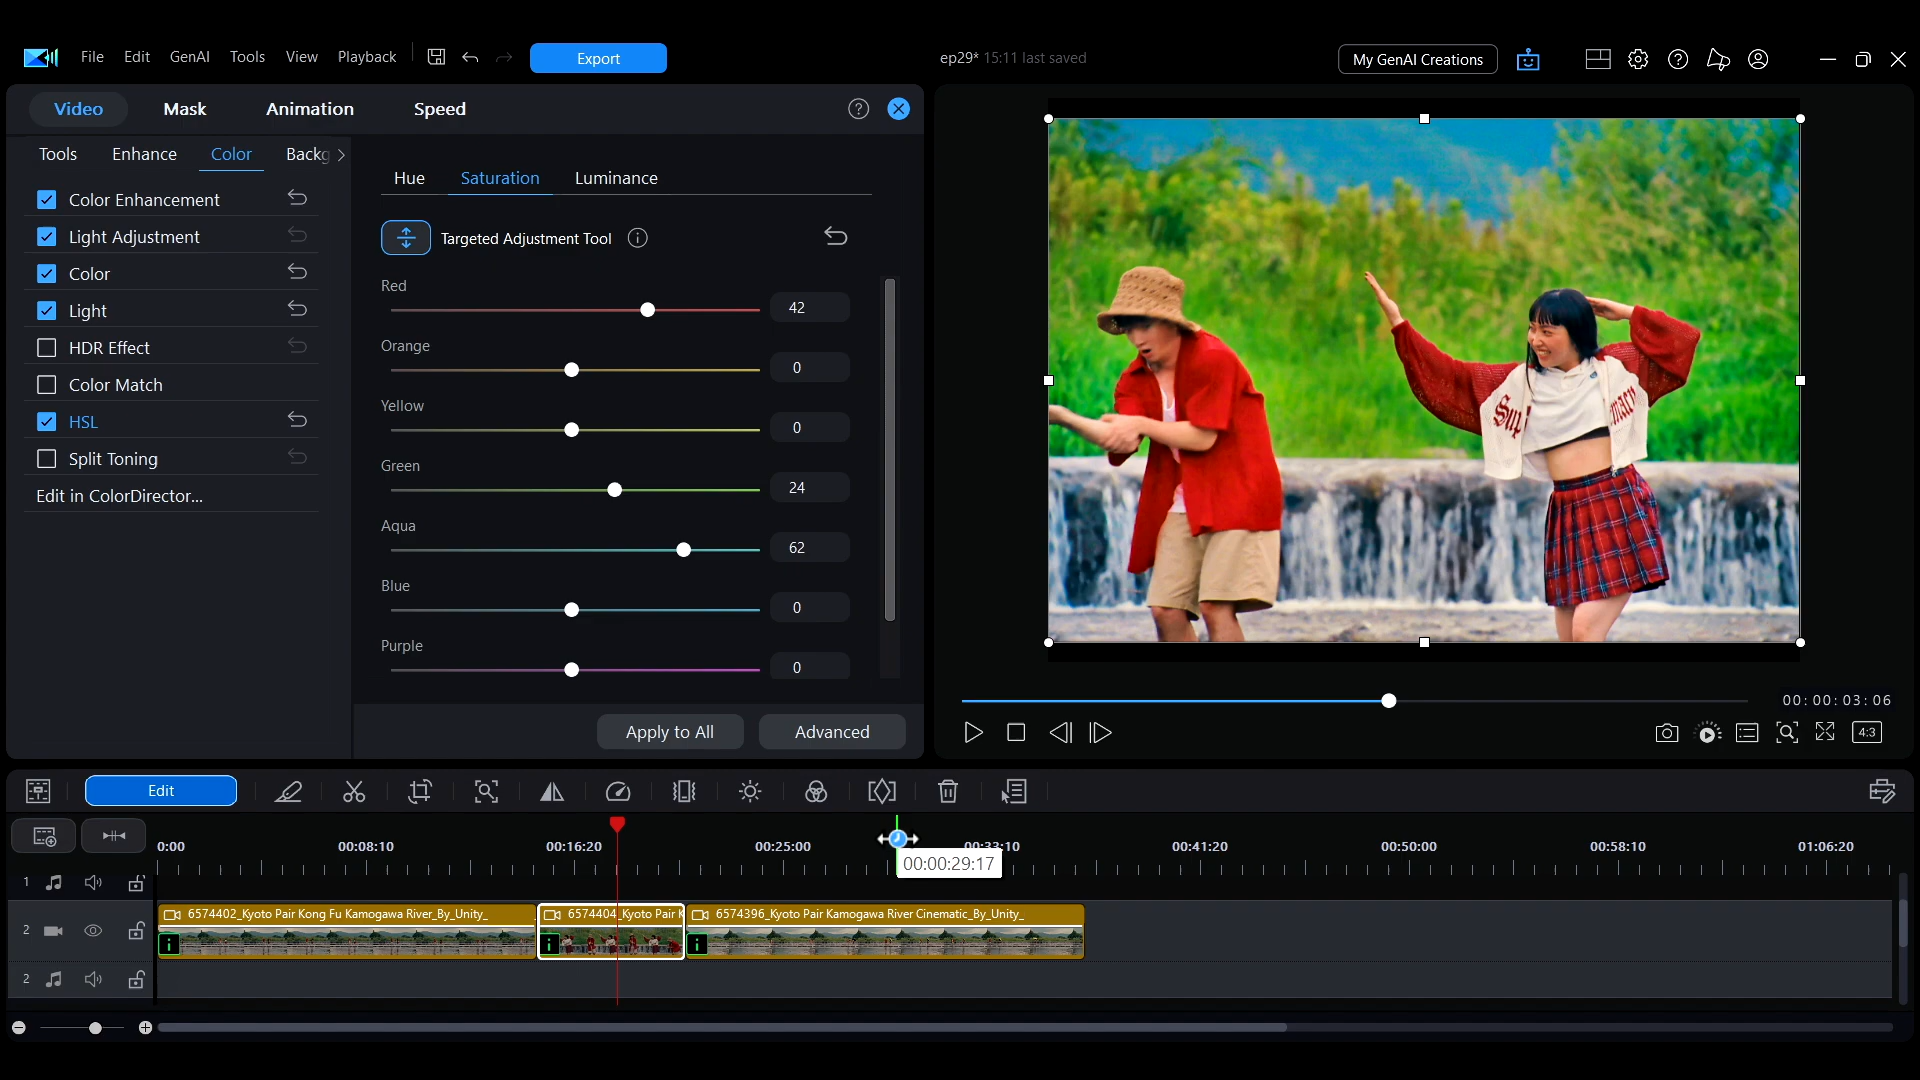 File Edit GenAI Tools View Playback Export ep29* 15:11 last saved My GenAI Creations
Video Mask Animation Speed
Tools Enhance Color Backg
Hue Saturation Luminance
Color Enhancement
Light Adjustment
Color
Light
HDR Effect
Color Match
HSL
Split Toning
Edit in ColorDirector...
Targeted Adjustment Tool
Red
42
Orange
0
Yellow
0
Green
24
Aqua
62
Blue
0
Purple
0
Apply to All Advanced
Sup macy
00:00:03:06
4:3
Edit
0:00 00:08:10 00:16:20 00:25:00 00:33:10 00:41:20 00:50:00 00:58:10 01:06:20
00:00:29:17
1
2 6574402_Kyoto Pair Kong Fu Kamogawa River_By_Unity_ 6574404_Kyoto Pair K 6574396_Kyoto Pair Kamogawa River Cinematic_By_Unity_
2